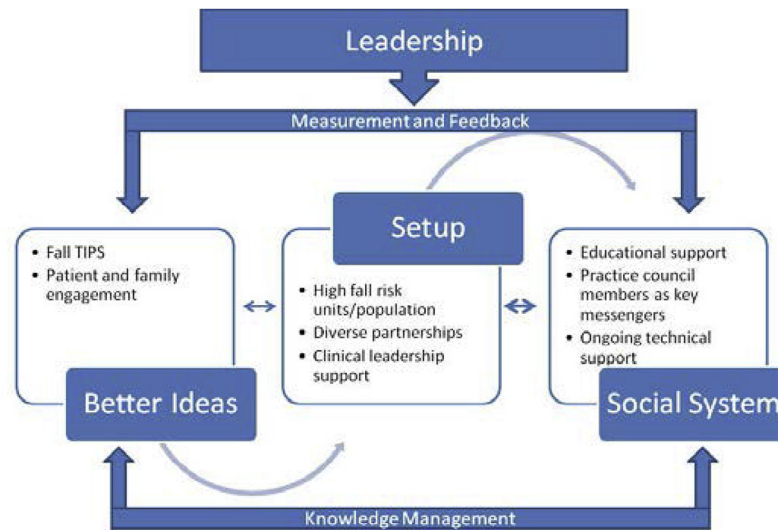 Leadership
Measurement and Feedback
• Fall TIPS
• Patient and family
engagement
Better Ideas
Setup
• High fall risk
units/population
• Diverse partnerships
• Clinical leadership
support
• Educational support
• Practice council
members as key
messengers
• Ongoing technical
support
Social System
Knowledge Management